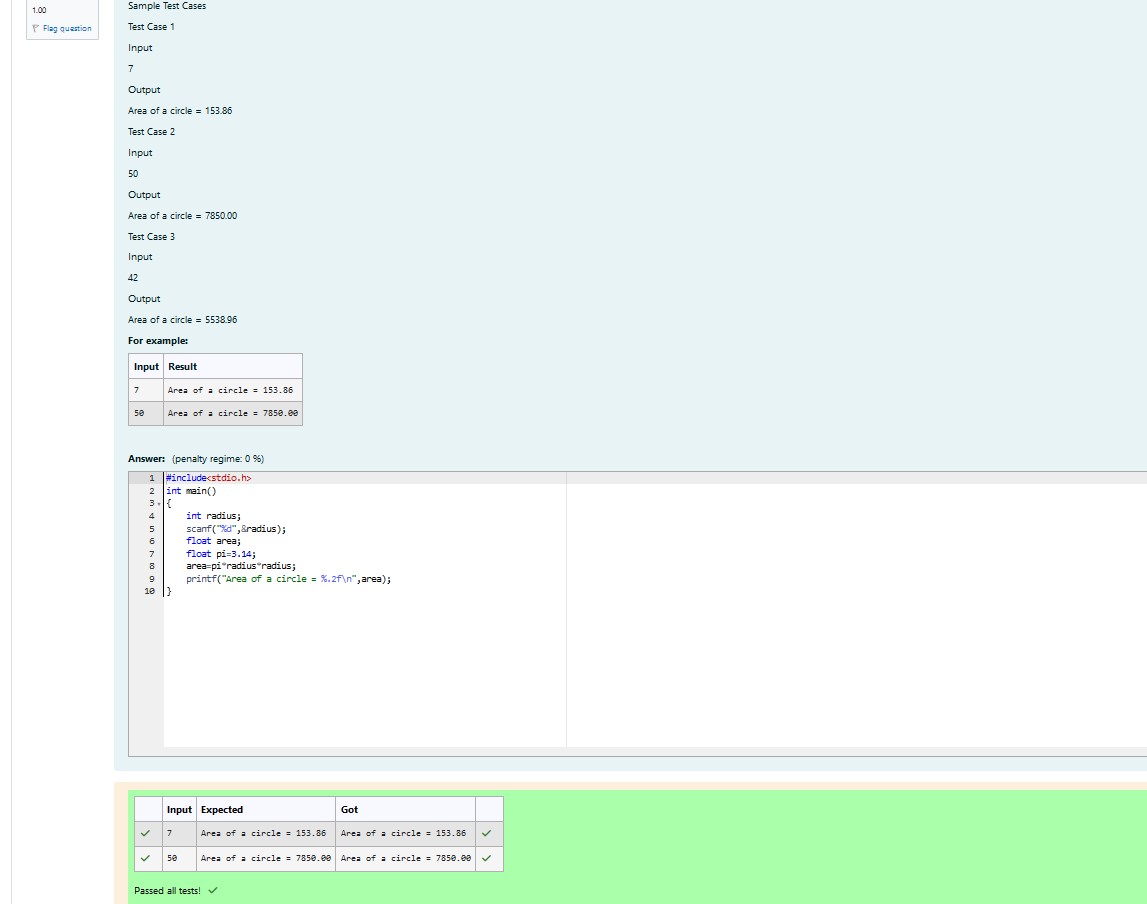 1.00
Flag question
Sample Test Cases
Test Case 1
Input
7
Output
Area of a circle = 153.86
Test Case 2
Input
50
Output
Area of a circle = 7850.00
Test Case 3
Input
42
Output
Area of a circle = 5538.96
For example:
Input Result
7 Area of a circle = 153.86
50 Area of a circle = 7850.00
Answer: (penalty regime: 0 %)
1 #include<stdio.h>
2 int main()
3 {
4 int radius;
5 scanf("%d",&radius);
6 float area;
7 float pi=3.14;
8 area=pi*radius*radius;
9 printf("Area of a circle = %.2f\n",area);
10 }
Input Expected Got
7 Area of a circle = 153.86 Area of a circle = 153.86
50 Area of a circle = 7850.00 Area of a circle = 7850.00
Passed all tests!